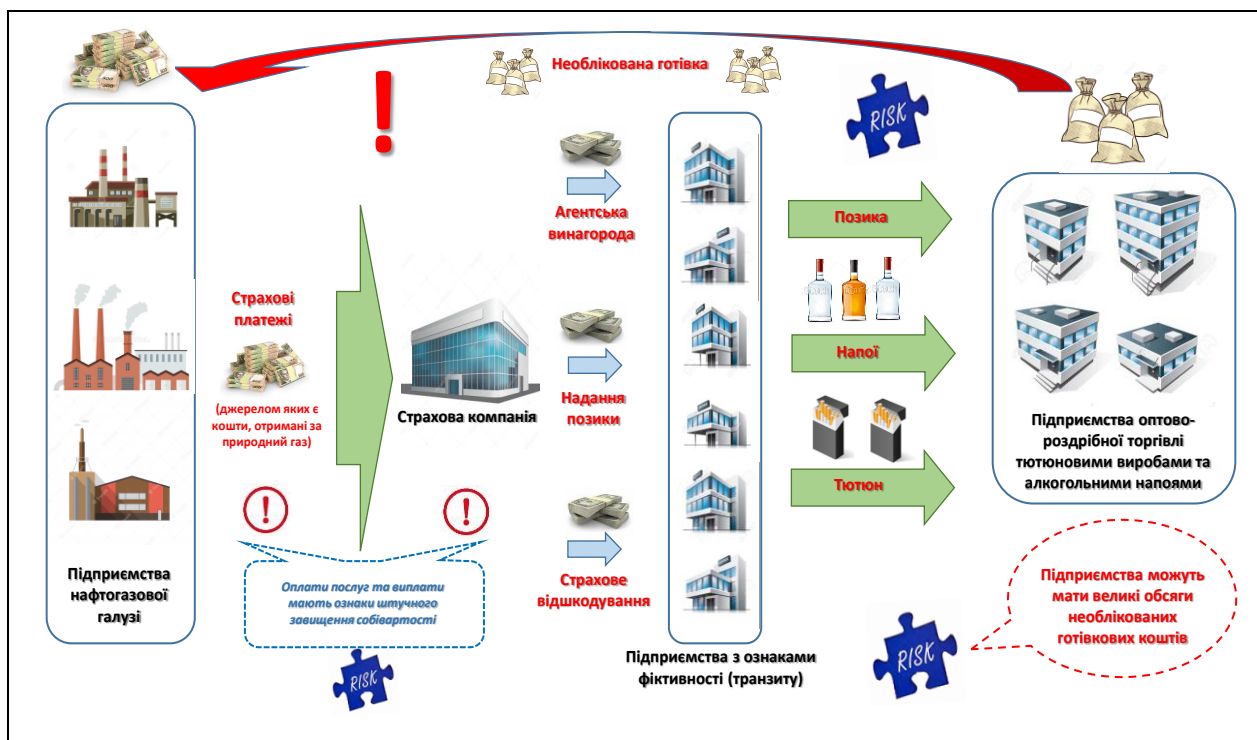 Необлікована готівка
RISK
Агентська
винагорода
Позика
Страхові
платежі
(джерелом яких є
кошти, отримані за
природний газ)
Страхова компанія
Надання
позики
Напої
Підприємства оптово-
роздрібної торгівлі
тютюновими виробами та
алкогольними напоями
Тютюн
Підприємства
нафтогазової
галузі
Оплати послуг та виплати
мають ознаки штучного
завищення собівартості
Страхове
відшкодування
Підприємства можуть
мати великі обсяги
необлікованих
готівкових коштів
Підприємства з ознаками
фіктивності (транзиту)
RISK
RISK